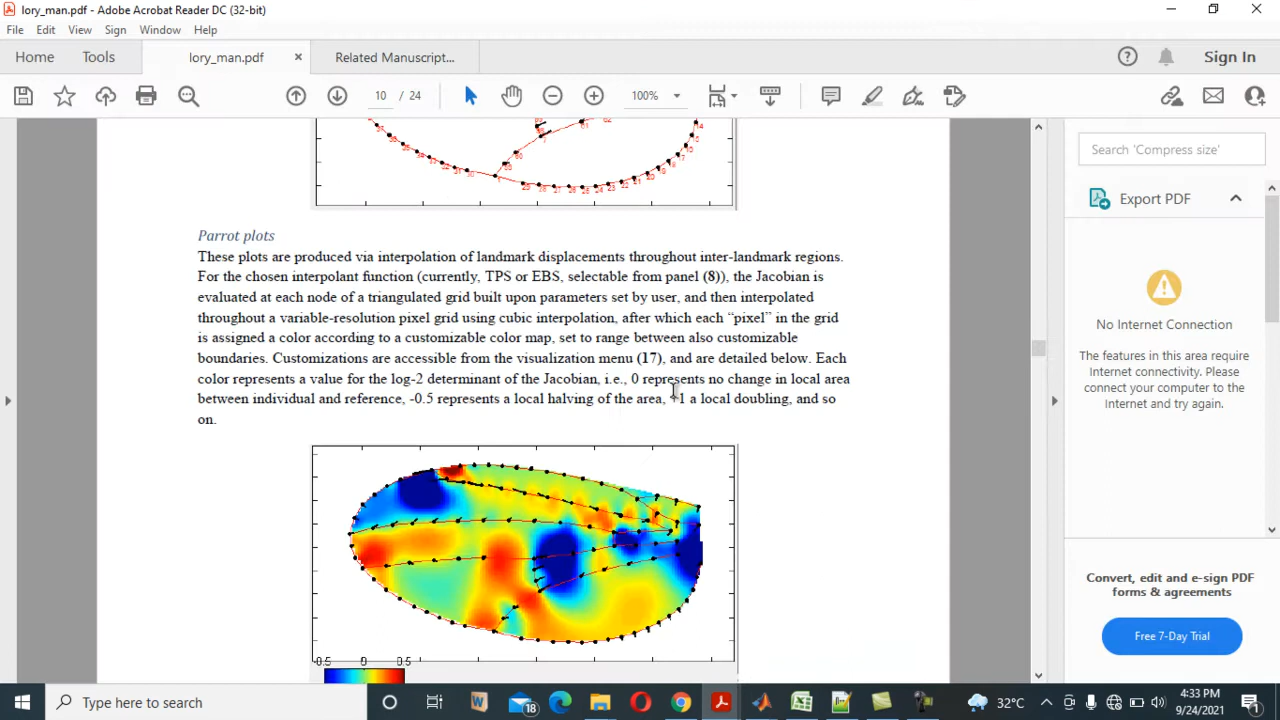 lory_man.pdf - Adobe Acrobat Reader DC (32-bit)
File Edit View Sign Window Help
Home Tools lory_man.pdf × Related Manuscript... Sign In
10 / 24 100%
Search 'Compress size'
Export PDF
No Internet Connection
The features in this area require
Internet connectivity. Please
connect your computer to the
Internet and try again.
Convert, edit and e-sign PDF
forms & agreements
Free 7-Day Trial
Parrot plots
These plots are produced via interpolation of landmark displacements throughout inter-landmark regions.
For the chosen interpolant function (currently, TPS or EBS, selectable from panel (8)), the Jacobian is
evaluated at each node of a triangulated grid built upon parameters set by user, and then interpolated
throughout a variable-resolution pixel grid using cubic interpolation, after which each “pixel” in the grid
is assigned a color according to a customizable color map, set to range between also customizable
boundaries. Customizations are accessible from the visualization menu (17), and are detailed below. Each
color represents a value for the log-2 determinant of the Jacobian, i.e., 0 represents no change in local area
between individual and reference, -0.5 represents a local halving of the area, +1 a local doubling, and so
on.
-0.5 0 0.5
Type here to search
18
32°C
4:33 PM
9/24/2021